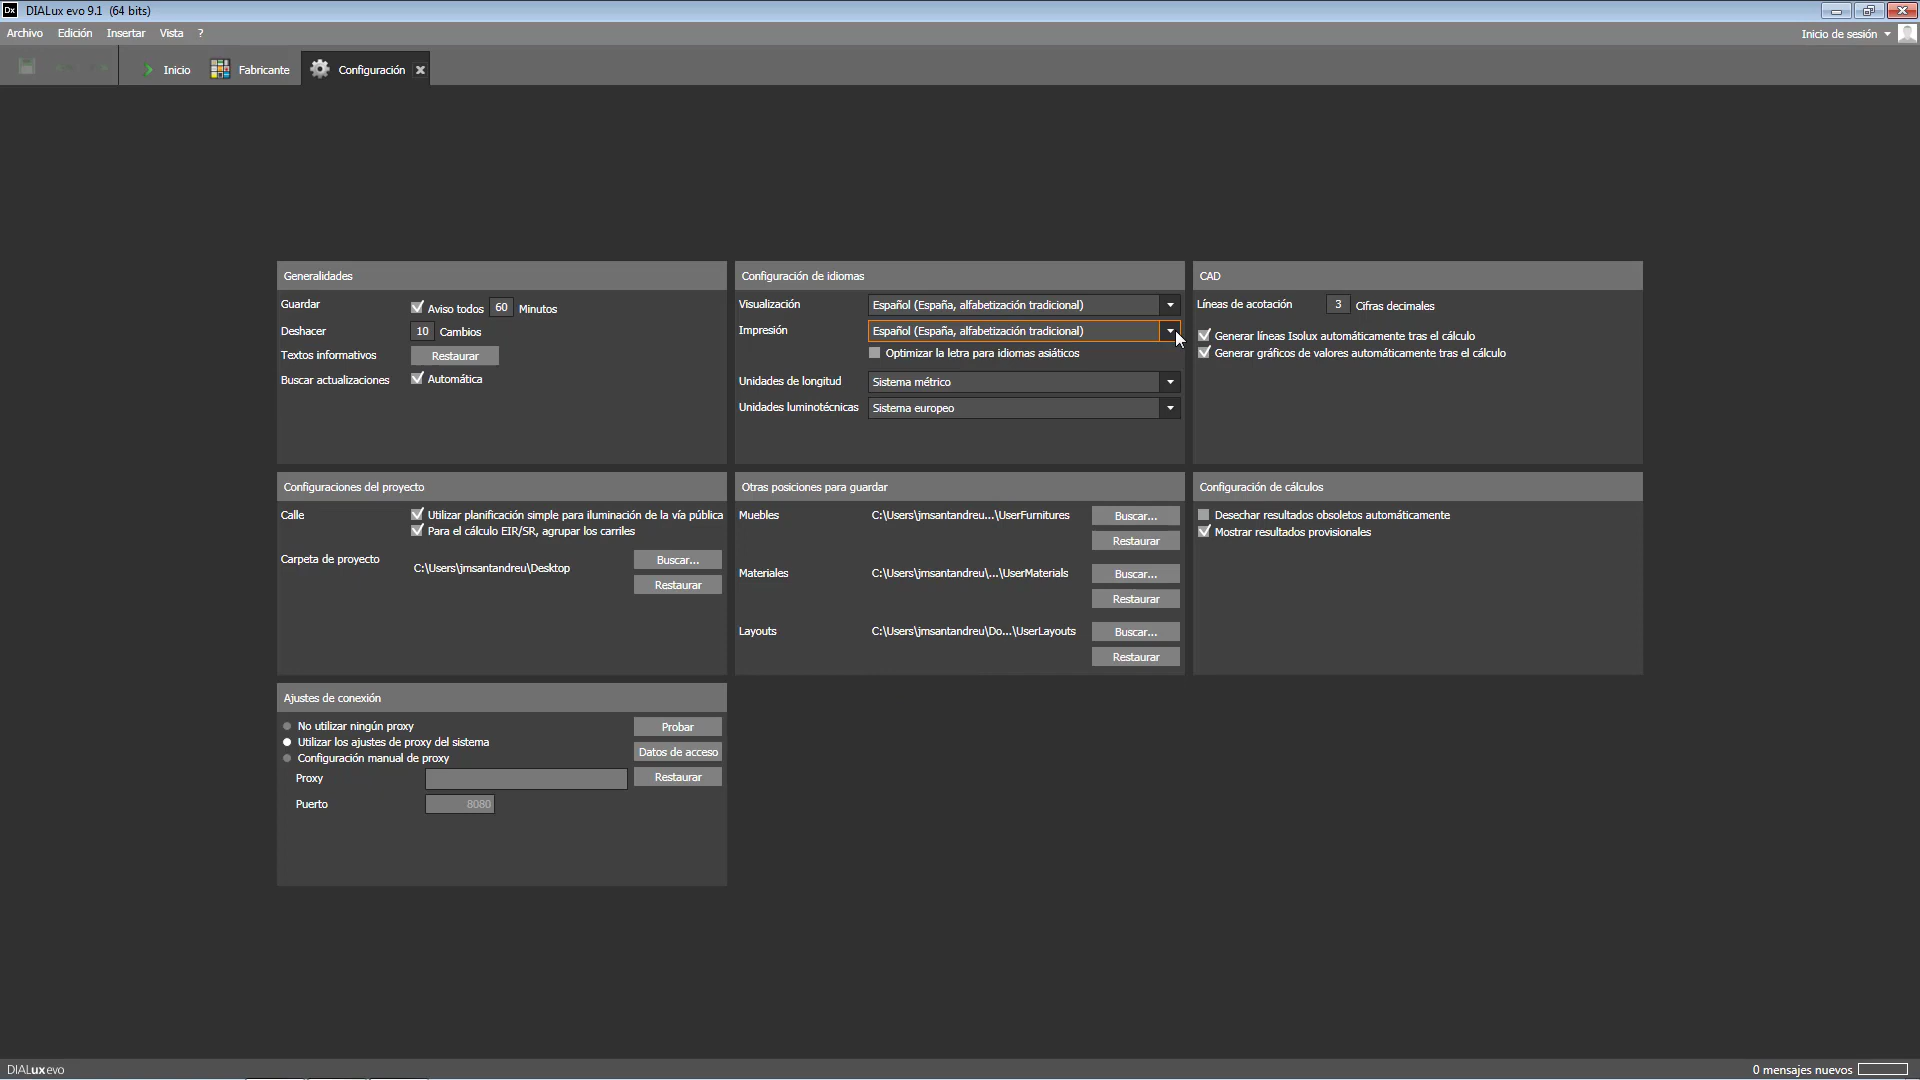 Dx DIALux evo 9.1 (64 bits)
Archivo Edición Insertar Vista ? Inicio de sesión
Inicio Fabricante Configuración
Generalidades
Guardar Aviso todos 60 Minutos
Deshacer 10 Cambios
Textos informativos Restaurar
Buscar actualizaciones Automática
Configuración de idiomas
Visualización Español (España, alfabetización tradicional)
Impresión Español (España, alfabetización tradicional)
Optimizar la letra para idiomas asiáticos
Unidades de longitud Sistema métrico
Unidades luminotécnicas Sistema europeo
CAD
Líneas de acotación 3 Cifras decimales
Generar líneas Isolux automáticamente tras el cálculo
Generar gráficos de valores automáticamente tras el cálculo
Configuraciones del proyecto
Calle Utilizar planificación simple para iluminación de la vía pública
Para el cálculo EIR/SR, agrupar los carriles
Carpeta de proyecto C:\Users\jmsantandreu\Desktop Buscar...
Restaurar
Otras posiciones para guardar
Muebles C:\Users\jmsantandreu...\UserFurnitures Buscar...
Restaurar
Materiales C:\Users\jmsantandreu\...\UserMaterials Buscar...
Restaurar
Layouts C:\Users\jmsantandreu\Do...\UserLayouts Buscar...
Restaurar
Configuración de cálculos
Desechar resultados obsoletos automáticamente
Mostrar resultados provisionales
Ajustes de conexión
No utilizar ningún proxy Probar
Utilizar los ajustes de proxy del sistema Datos de acceso
Configuración manual de proxy
Proxy Restaurar
Puerto 8080
DIALux evo 0 mensajes nuevos